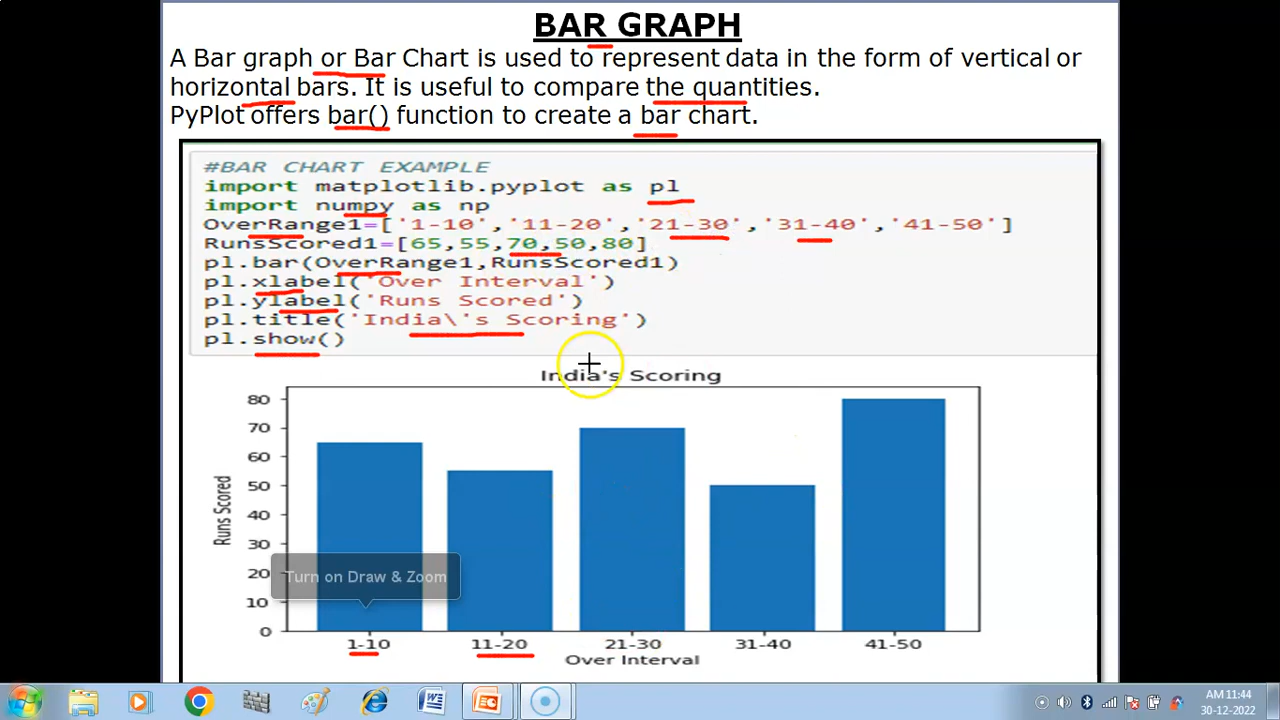 BAR GRAPH
A Bar graph or Bar Chart is used to represent data in the form of vertical or
horizontal bars. It is useful to compare the quantities.
PyPlot offers bar() function to create a bar chart.
#BAR CHART EXAMPLE
import matplotlib.pyplot as pl
import numpy as np
OverRange1=['1-10','11-20','21-30','31-40','41-50']
RunsScored1=[65,55,70,50,80]
pl.bar(OverRange1,RunsScored1)
pl.xlabel('Over Interval')
pl.ylabel('Runs Scored')
pl.title('India\'s Scoring')
pl.show()
India's Scoring
80
70
60
50
40
30
20
10
0
Runs Scored
Turn on Draw & Zoom
1-10 11-20 21-30 31-40 41-50
Over Interval
AM 11:44
30-12-2022